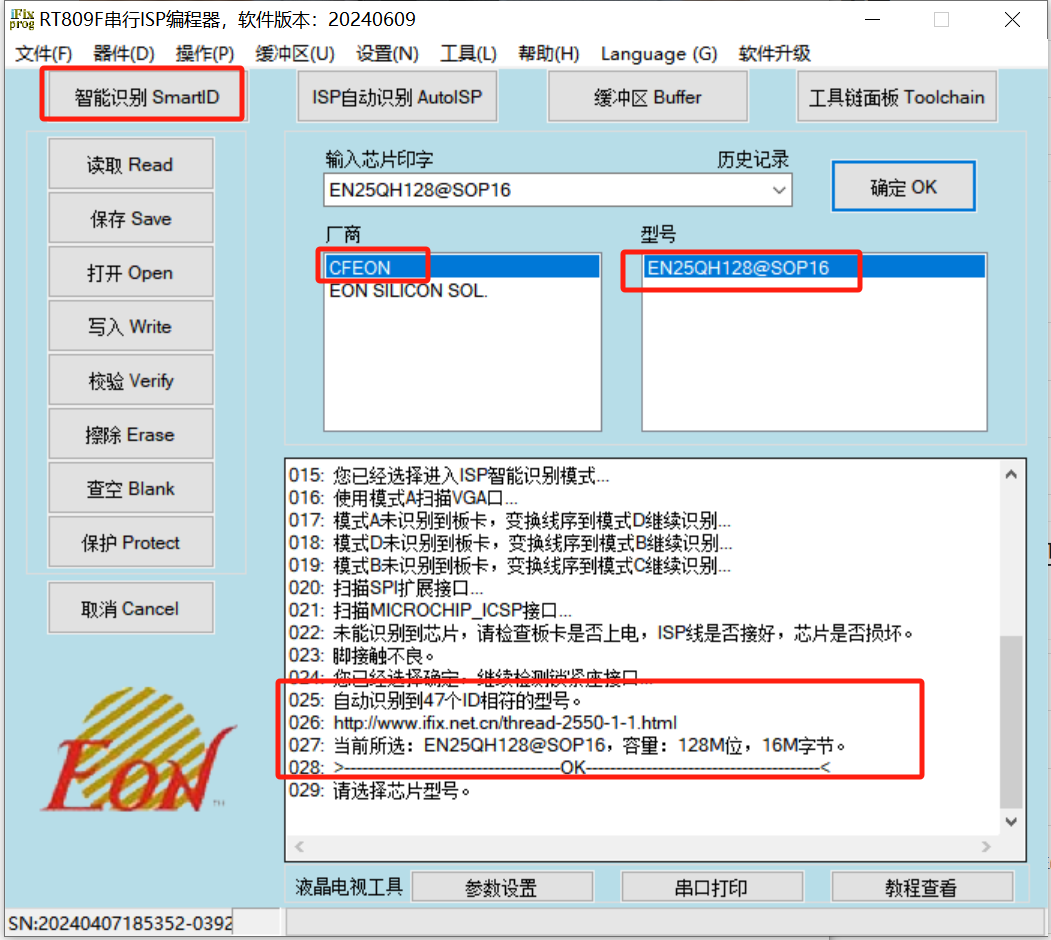 iFix prog RT809F串行ISP编程器，软件版本：20240609
文件(F) 器件(D) 操作(P) 缓冲区(U) 设置(N) 工具(L) 帮助(H) Language (G) 软件升级
智能识别 SmartID ISP自动识别 AutoISP 缓冲区 Buffer 工具链面板 Toolchain
读取 Read
保存 Save
打开 Open
写入 Write
校验 Verify
擦除 Erase
查空 Blank
保护 Protect
取消 Cancel
输入芯片印字 历史记录
EN25QH128@SOP16
确定 OK
厂商 型号
CFEON EN25QH128@SOP16
EON SILICON SOL.
015: 您已经选择进入ISP智能识别模式...
016: 使用模式A扫描VGA口...
017: 模式A未识别到板卡，变换线序到模式D继续识别...
018: 模式D未识别到板卡，变换线序到模式B继续识别...
019: 模式B未识别到板卡，变换线序到模式C继续识别...
020: 扫描SPI扩展接口...
021: 扫描MICROCHIP_ICSP接口...
022: 未能识别到芯片，请检查板卡是否上电，ISP线是否接好，芯片是否损坏。
023: 脚接触不良。
024: 您已经选择确定，继续检测锁紧座接口...
025: 自动识别到47个ID相符的型号。
026: http://www.ifix.net.cn/thread-2550-1-1.html
027: 当前所选：EN25QH128@SOP16，容量：128M位，16M字节。
028: >-----------------------------------OK--------------------------------------<
029: 请选择芯片型号。
EON™
液晶电视工具 参数设置 串口打印 教程查看
SN:20240407185352-0392